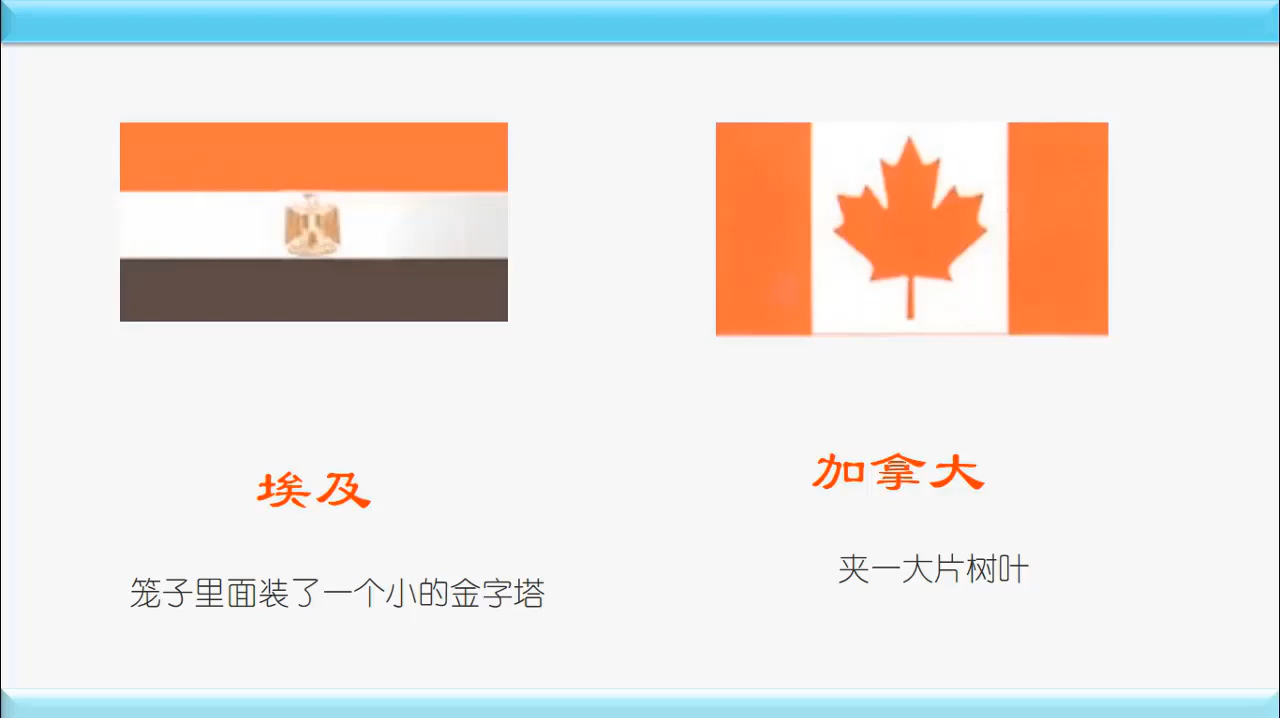 埃及
笼子里面装了一个小的金字塔
加拿大
夹一大片树叶